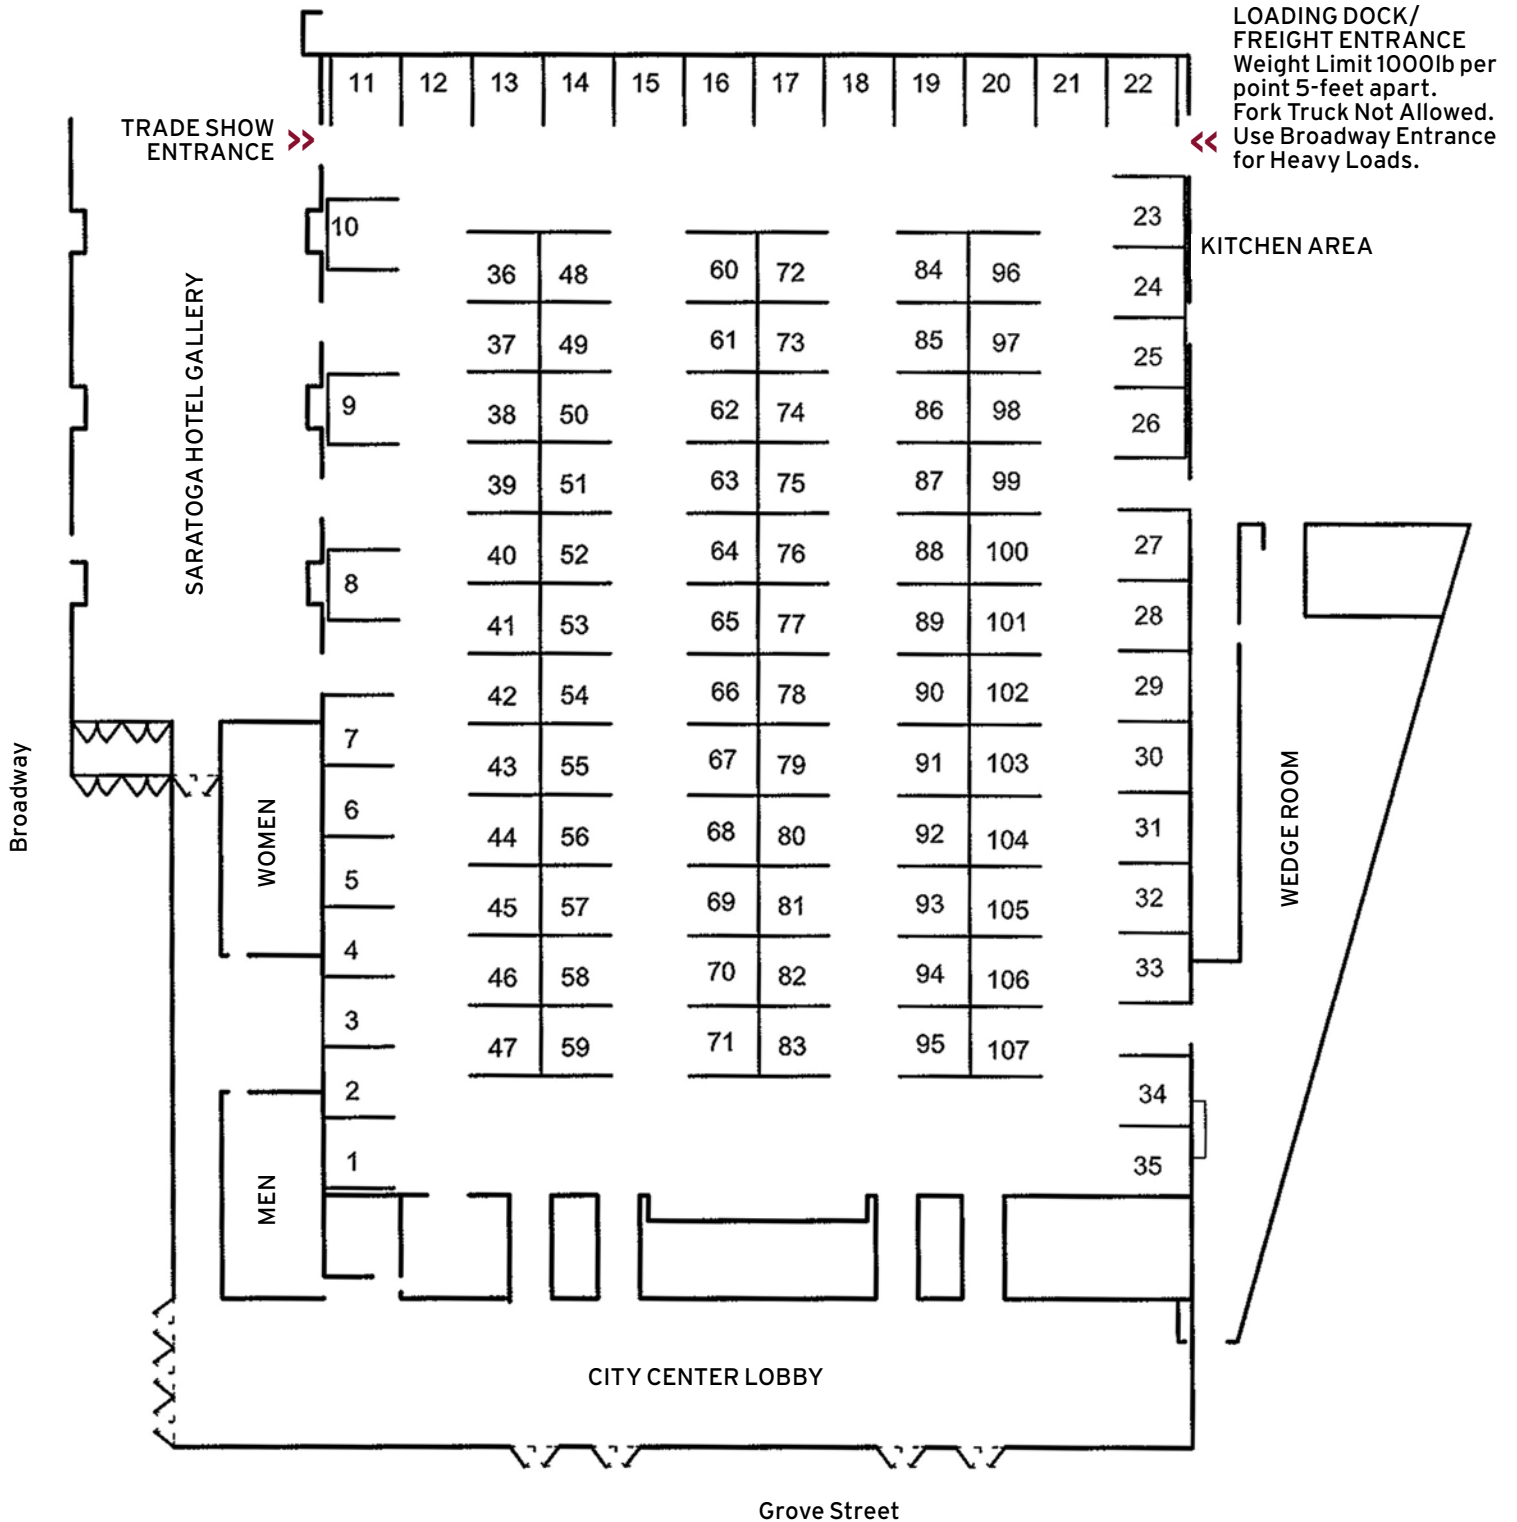 LOADING DOCK/
FREIGHT ENTRANCE
Weight Limit 1000lb per
point 5-feet apart.
Fork Truck Not Allowed.
Use Broadway Entrance
for Heavy Loads.
11 12 13 14 15 16 17 18 19 20 21 22
TRADE SHOW
ENTRANCE
»
«
10
23
KITCHEN AREA
36 48 60 72 84 96
24
SARATOGA HOTEL GALLERY
37 49 61 73 85 97
25
9
38 50 62 74 86 98
26
39 51 63 75 87 99
40 52 64 76 88 100
27
8
41 53 65 77 89 101
28
42 54 66 78 90 102
29
7
43 55 67 79 91 103
30
Broadway
WOMEN
WEDGE ROOM
6
44 56 68 80 92 104
31
5
45 57 69 81 93 105
32
4
46 58 70 82 94 106
33
3
47 59 71 83 95 107
2
34
1
35
MEN
CITY CENTER LOBBY
Grove Street